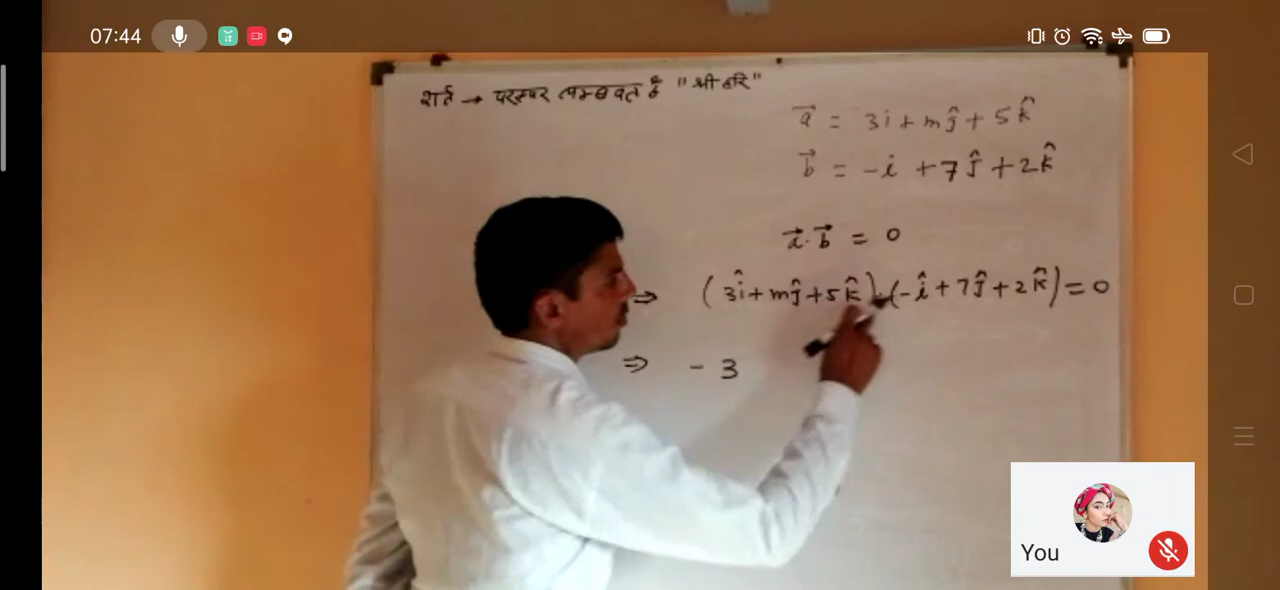 07:44
शर्त → परस्पर लम्बवत है "श्री हरि"
a⃗ = 3i + mĵ + 5k̂
b⃗ = -i + 7ĵ + 2k̂
a⃗.b⃗ = 0
⇒ (3î + mĵ + 5k̂).(-î + 7ĵ + 2k̂) = 0
⇒ - 3
You